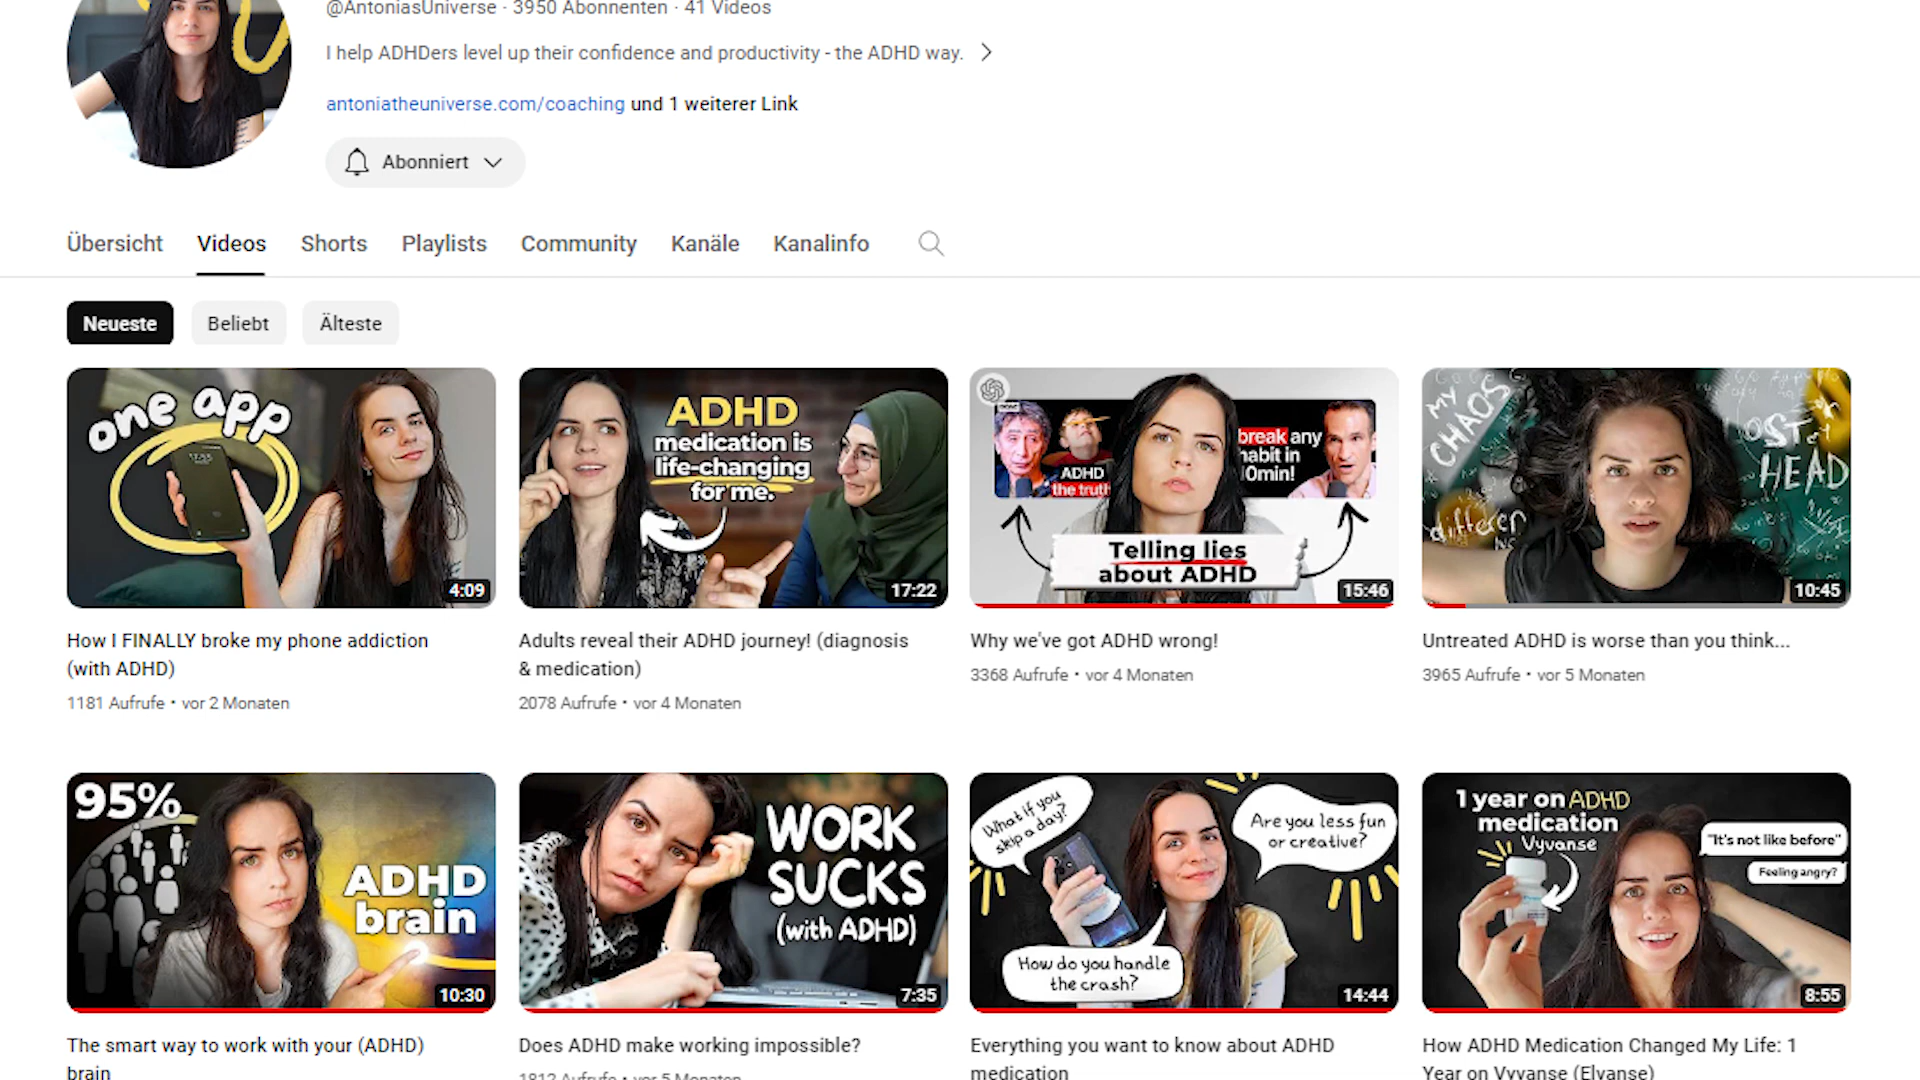 @AntoniasUniverse · 3950 Abonnenten · 41 Videos
I help ADHDers level up their confidence and productivity - the ADHD way.
antoniatheuniverse.com/coaching und 1 weiterer Link
Abonniert
Übersicht Videos Shorts Playlists Community Kanäle Kanalinfo
Neueste Beliebt Älteste
one app
4:09
How I FINALLY broke my phone addiction
(with ADHD)
1181 Aufrufe • vor 2 Monaten
ADHD
medication is
life-changing
for me.
17:22
Adults reveal their ADHD journey! (diagnosis
& medication)
2078 Aufrufe • vor 4 Monaten
ADHD
the truth
break any
habit in
10min!
Telling lies
about ADHD
15:46
Why we've got ADHD wrong!
3368 Aufrufe • vor 4 Monaten
MY
CHAOS
HEAD
10:45
Untreated ADHD is worse than you think...
3965 Aufrufe • vor 5 Monaten
95%
ADHD
brain
10:30
The smart way to work with your (ADHD)
brain
WORK
SUCKS
(with ADHD)
7:35
Does ADHD make working impossible?
1812 Aufrufe • vor 5 Monaten
What if you
skip a day?
Are you less fun
or creative?
How do you handle
the crash?
14:44
Everything you want to know about ADHD
medication
1 year on ADHD
medication
Vyvanse
"It's not like before"
Feeling angry?
8:55
How ADHD Medication Changed My Life: 1
Year on Vyvanse (Elvanse)